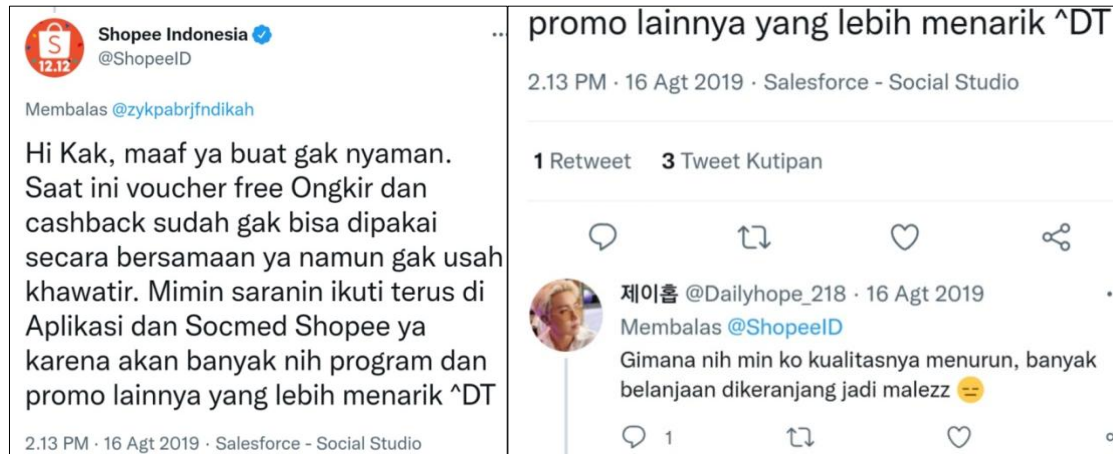 S
12.12
Shopee Indonesia
@ShopeeID
Membalas @zykpabrjfndikah
Hi Kak, maaf ya buat gak nyaman.
Saat ini voucher free Ongkir dan
cashback sudah gak bisa dipakai
secara bersamaan ya namun gak usah
khawatir. Mimin saranin ikuti terus di
Aplikasi dan Socmed Shopee ya
karena akan banyak nih program dan
promo lainnya yang lebih menarik ^DT
2.13 PM · 16 Agt 2019 · Salesforce - Social Studio
promo lainnya yang lebih menarik ^DT
2.13 PM · 16 Agt 2019 · Salesforce - Social Studio
1 Retweet 3 Tweet Kutipan
제이홉 @Dailyhope_218 · 16 Agt 2019
Membalas @ShopeeID
Gimana nih min ko kualitasnya menurun, banyak
belanjaan dikeranjang jadi malezz 😑
1